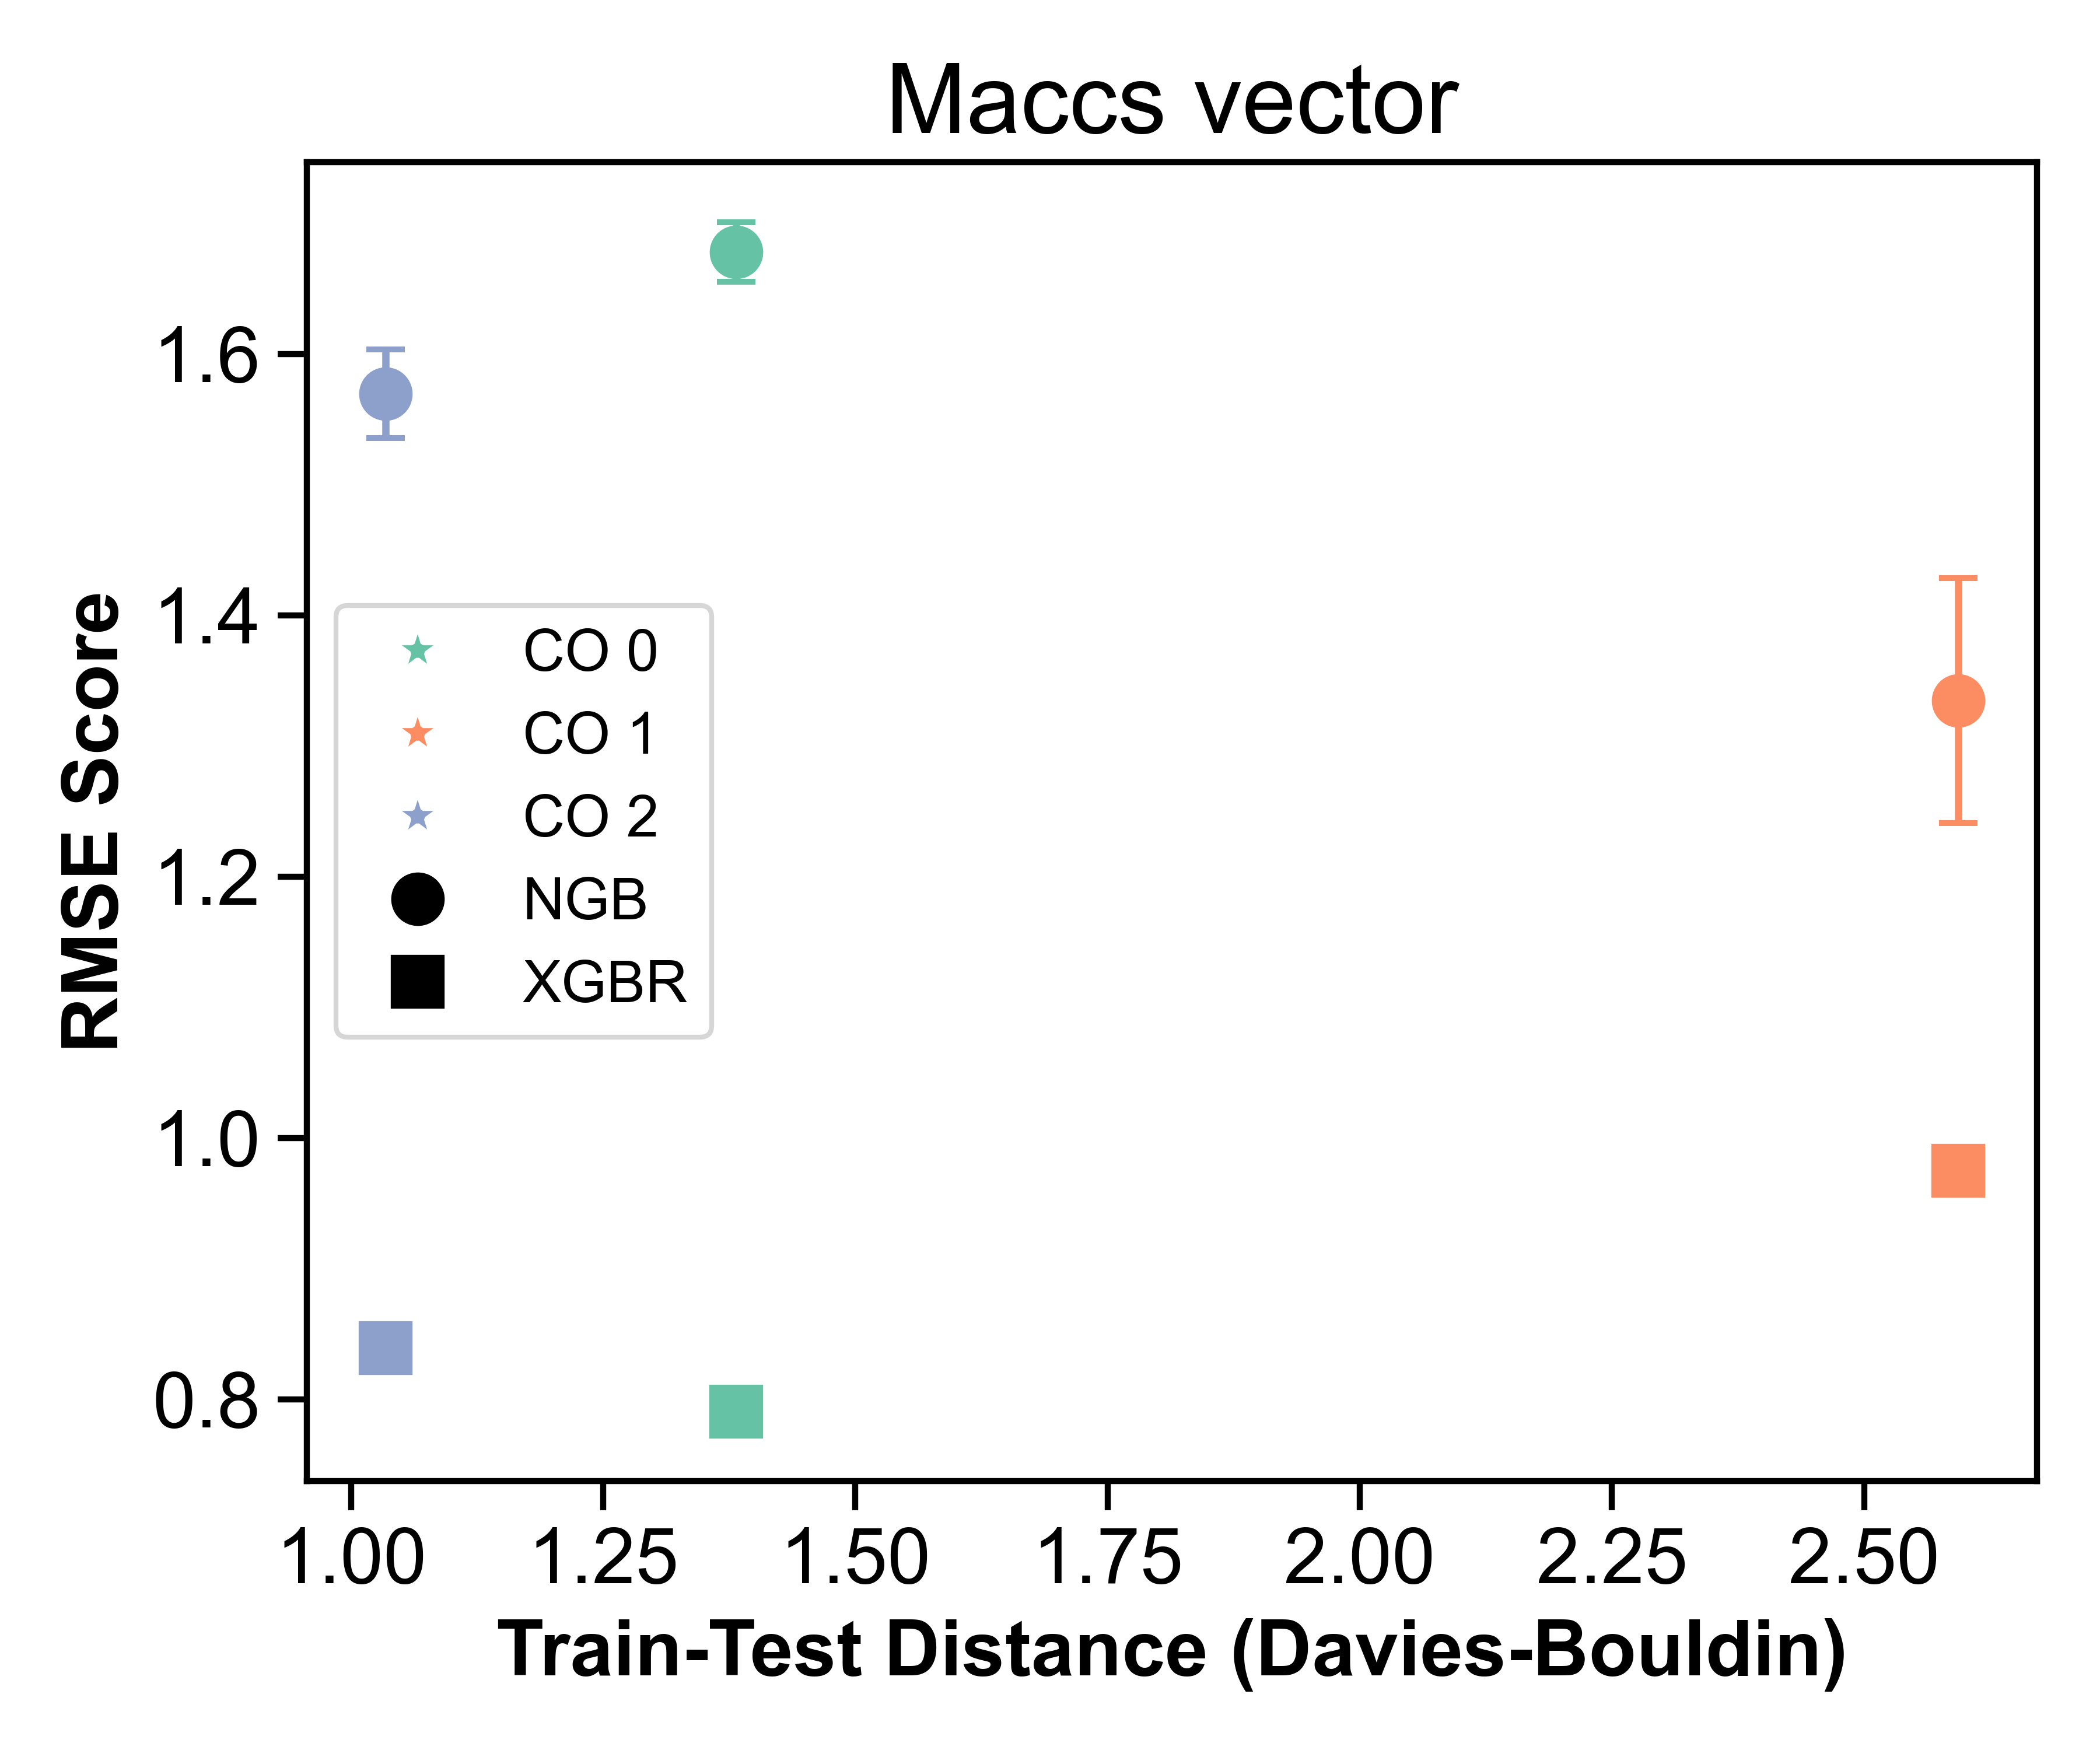 Maccs vector
RMSE Score
1.6
1.4
1.2
1.0
0.8
CO 0
CO 1
CO 2
NGB
XGBR
1.00 1.25 1.50 1.75 2.00 2.25 2.50
Train-Test Distance (Davies-Bouldin)